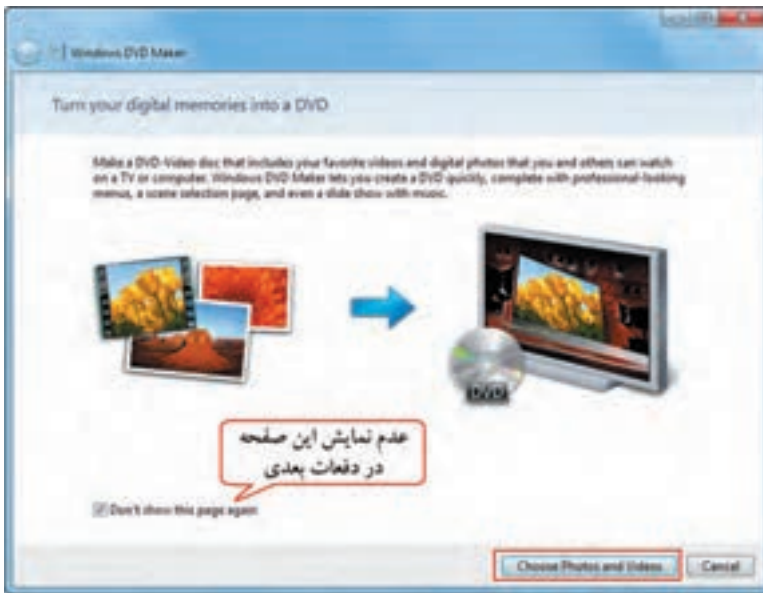 Windows DVD Maker
Turn your digital memories into a DVD
Make a DVD-Video disc that includes your favorite videos and digital photos that you and others can watch
on a TV or computer. Windows DVD Maker lets you create a DVD quickly, complete with professional-looking
menus, a scene selection page, and even a slide show with music.
DVD
عدم نمایش این صفحه
در دفعات بعدی
Don't show this page again
Choose Photos and Videos
Cancel